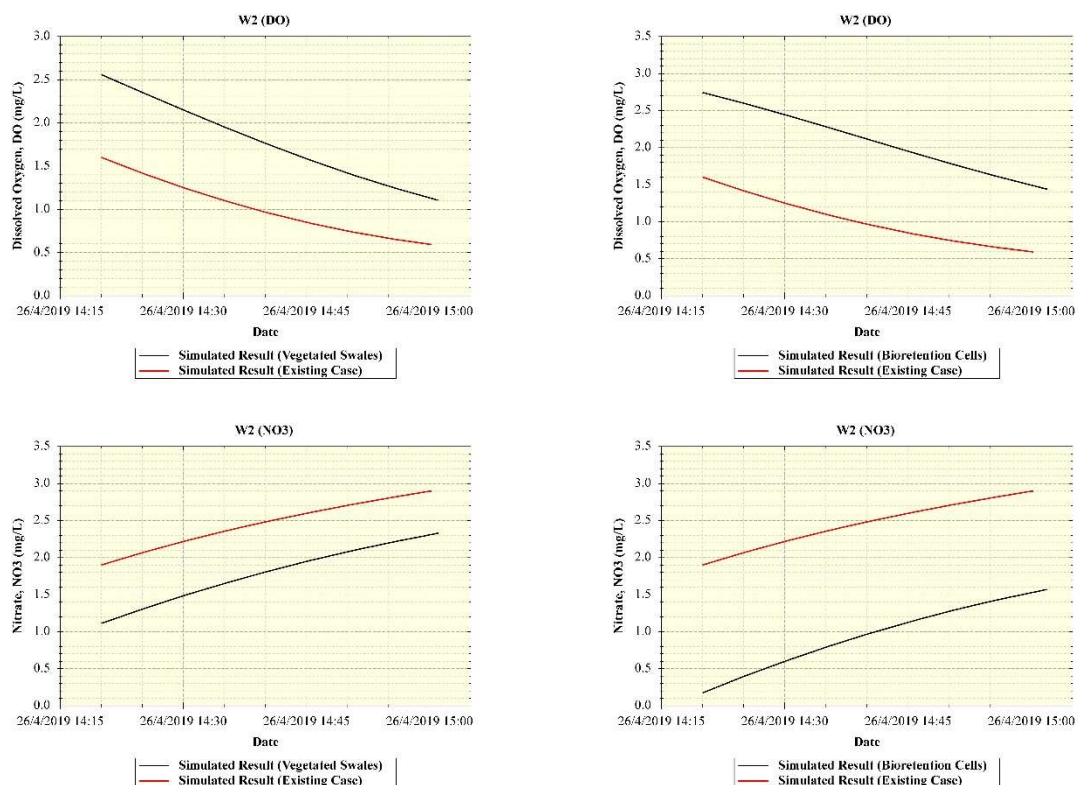 W2 (DO)
Dissolved Oxygen, DO (mg/L)
3.0
2.5
2.0
1.5
1.0
0.5
0.0
26/4/2019 14:15 26/4/2019 14:30 26/4/2019 14:45 26/4/2019 15:00
Date
Simulated Result (Vegetated Swales)
Simulated Result (Existing Case)
W2 (DO)
Dissolved Oxygen, DO (mg/L)
3.5
3.0
2.5
2.0
1.5
1.0
0.5
0.0
26/4/2019 14:15 26/4/2019 14:30 26/4/2019 14:45 26/4/2019 15:00
Date
Simulated Result (Bioretention Cells)
Simulated Result (Existing Case)
W2 (NO3)
Nitrate, NO3 (mg/L)
3.5
3.0
2.5
2.0
1.5
1.0
0.5
0.0
26/4/2019 14:15 26/4/2019 14:30 26/4/2019 14:45 26/4/2019 15:00
Date
Simulated Result (Vegetated Swales)
Simulated Result (Existing Case)
W2 (NO3)
Nitrate, NO3 (mg/L)
3.5
3.0
2.5
2.0
1.5
1.0
0.5
0.0
26/4/2019 14:15 26/4/2019 14:30 26/4/2019 14:45 26/4/2019 15:00
Date
Simulated Result (Bioretention Cells)
Simulated Result (Existing Case)